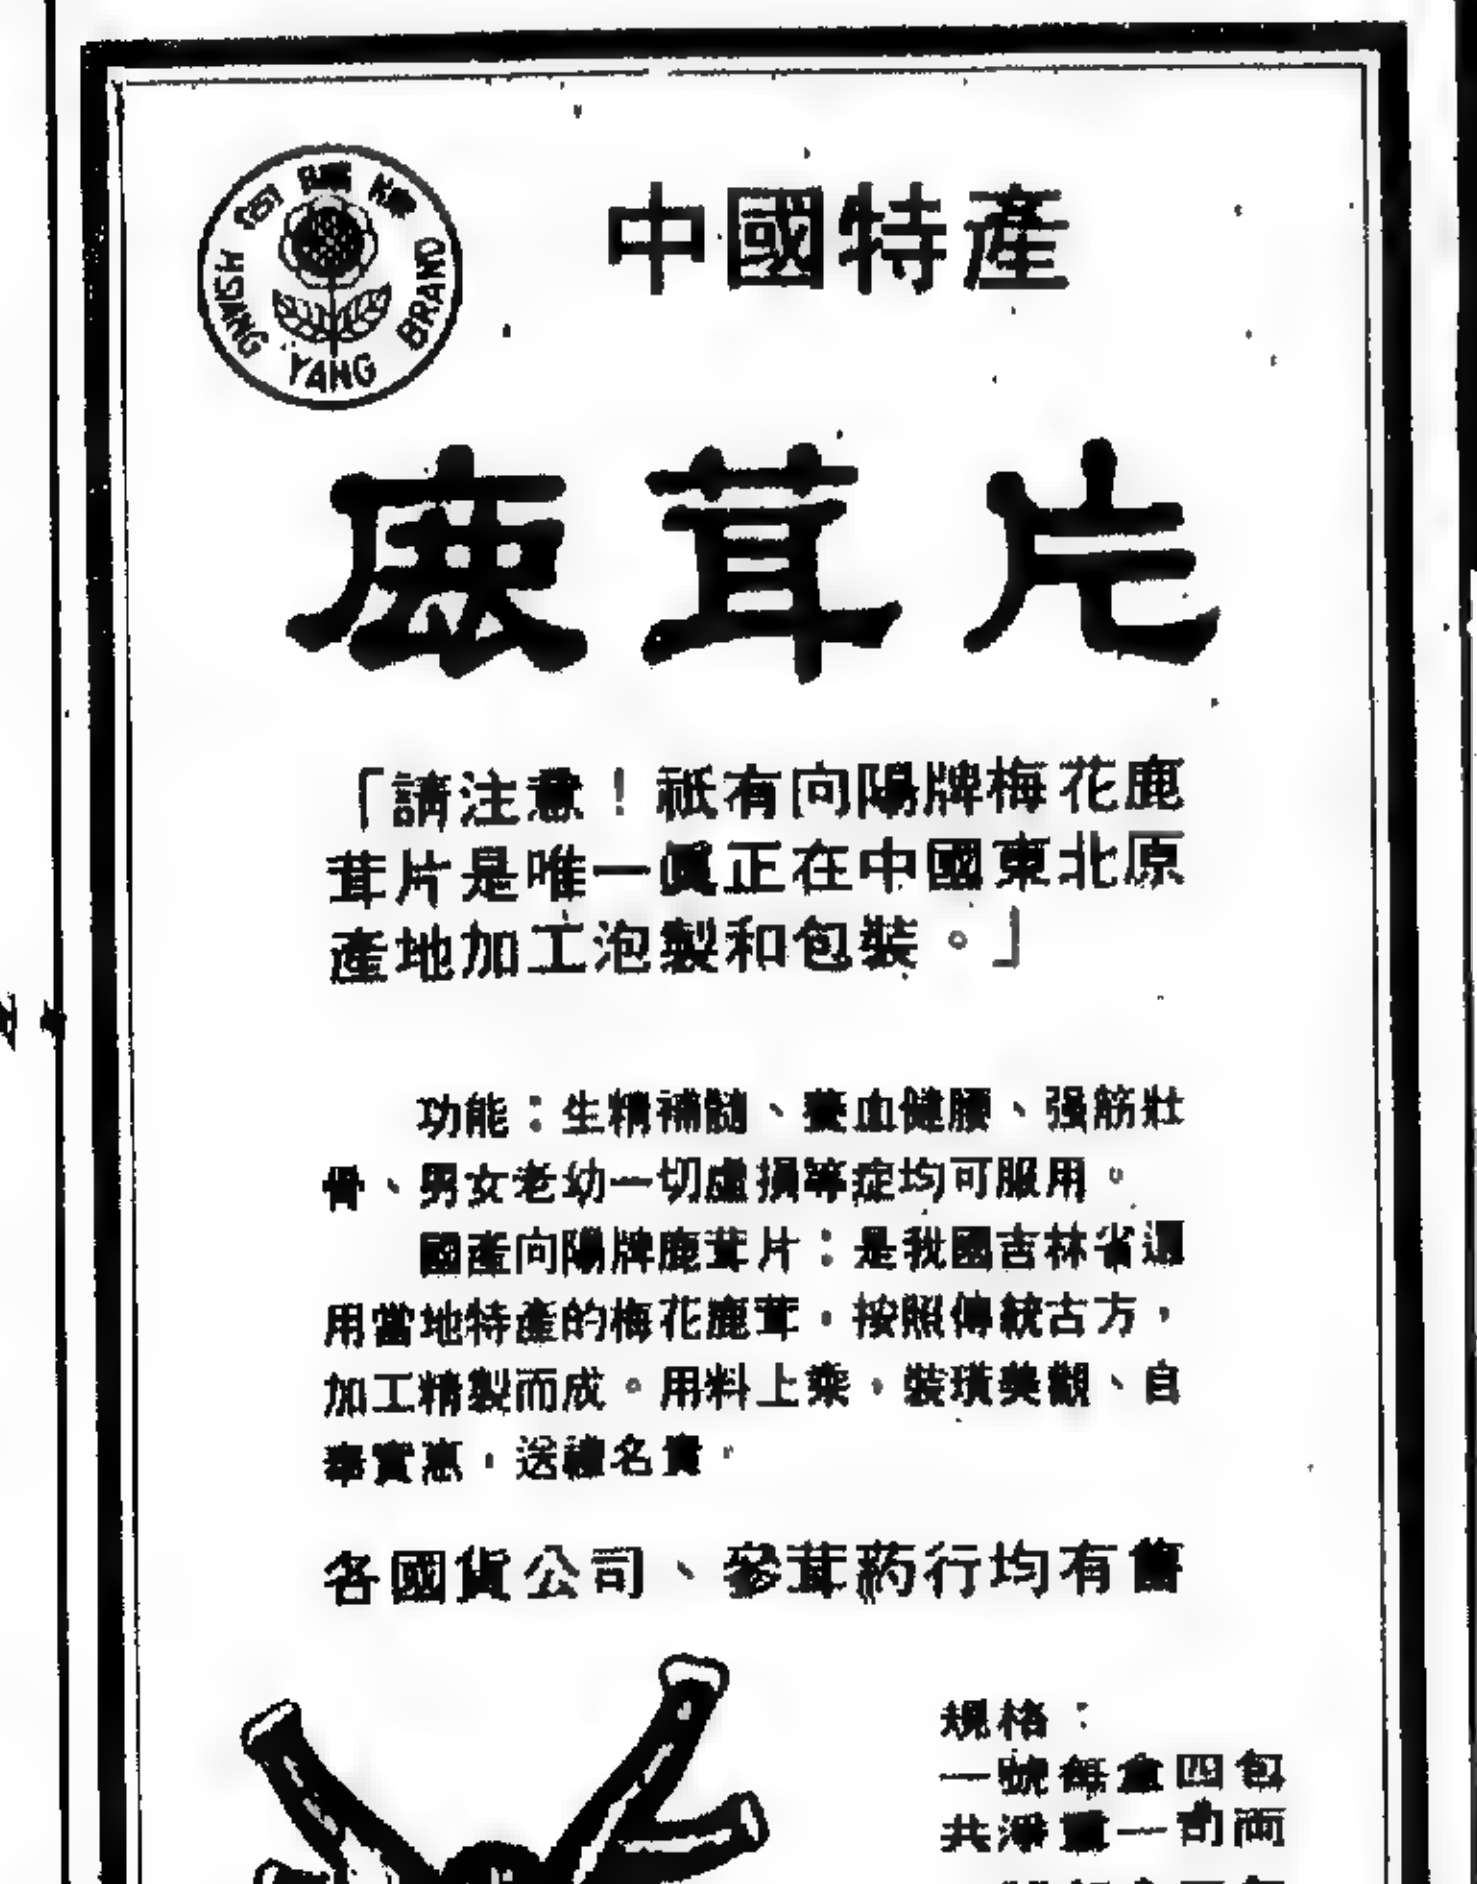 向陽牌
HSIANG YANG BRAND
中國特產
鹿茸片
「請注意！祇有向陽牌梅花鹿
茸片是唯一眞正在中國東北原
產地加工泡製和包裝。」
功能：生精補髓、養血健腰、强筋壯
骨、男女老幼一切虛損等症均可服用。
國產向陽牌鹿茸片：是我國吉林省選
用當地特產的梅花鹿茸，按照傳統古方，
加工精製而成。用料上乘，裝璜美觀、自
奉實惠，送禮名貴。
各國貨公司、參茸葯行均有售
規格：
一號每盒四包
共淨重一司両